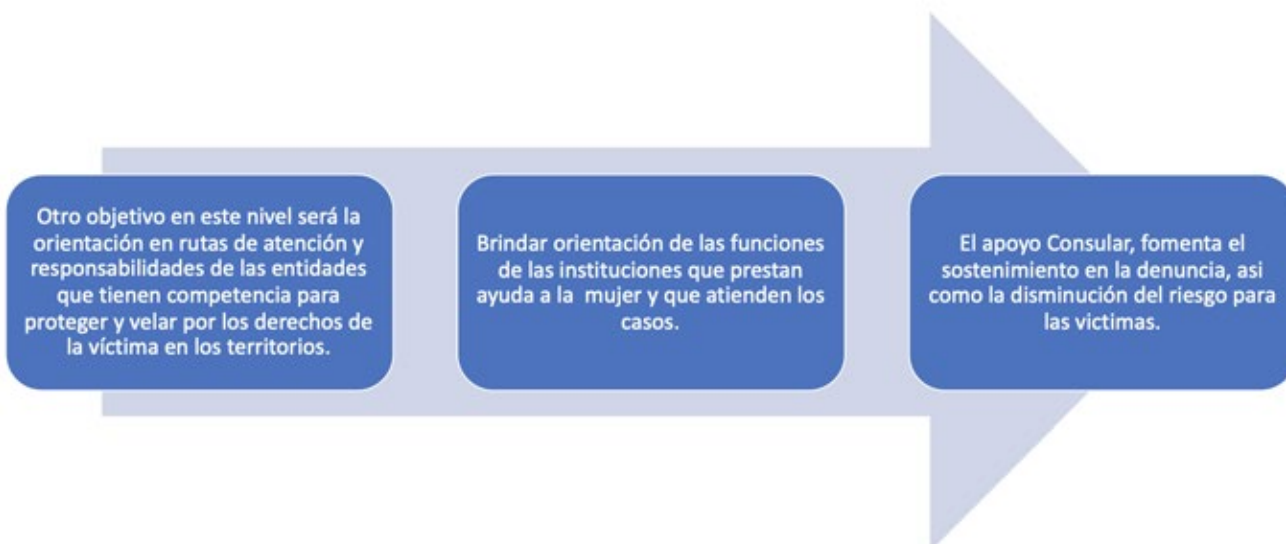 Otro objetivo en este nivel será la
orientación en rutas de atención y
responsabilidades de las entidades
que tienen competencia para
proteger y velar por los derechos de
la víctima en los territorios.
Brindar orientación de las funciones
de las instituciones que prestan
ayuda a la  mujer y que atienden los
casos.
El apoyo Consular, fomenta el
sostenimiento en la denuncia, asi
como la disminución del riesgo para
las victimas.